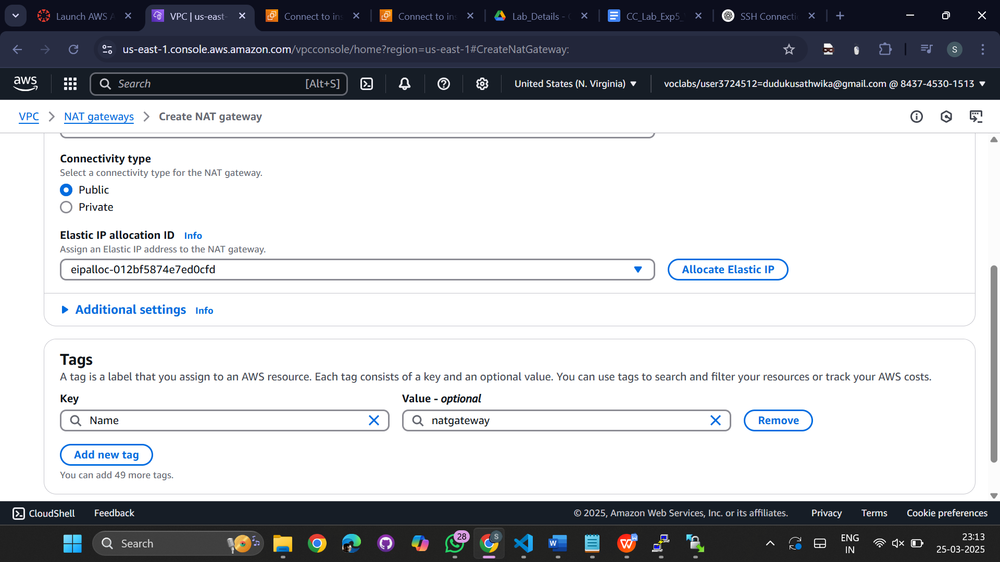 Launch AWS A
VPC | us-east-
Connect to ins
Connect to ins
Lab_Details - 
CC_Lab_Exp5_
SSH Connecti
us-east-1.console.aws.amazon.com/vpcconsole/home?region=us-east-1#CreateNatGateway:
S
aws
Search
[Alt+S]
United States (N. Virginia)
voclabs/user3724512=dudukusathwika@gmail.com @ 8437-4530-1513
VPC
NAT gateways
Create NAT gateway
Connectivity type
Select a connectivity type for the NAT gateway.
Public
Private
Elastic IP allocation ID Info
Assign an Elastic IP address to the NAT gateway.
eipalloc-012bf5874e7ed0cfd
Allocate Elastic IP
Additional settings Info
Tags
A tag is a label that you assign to an AWS resource. Each tag consists of a key and an optional value. You can use tags to search and filter your resources or track your AWS costs.
Key
Value - optional
Name
natgateway
Remove
Add new tag
You can add 49 more tags.
CloudShell
Feedback
© 2025, Amazon Web Services, Inc. or its affiliates.
Privacy
Terms
Cookie preferences
Search
28
S
ENG
IN
23:13
25-03-2025